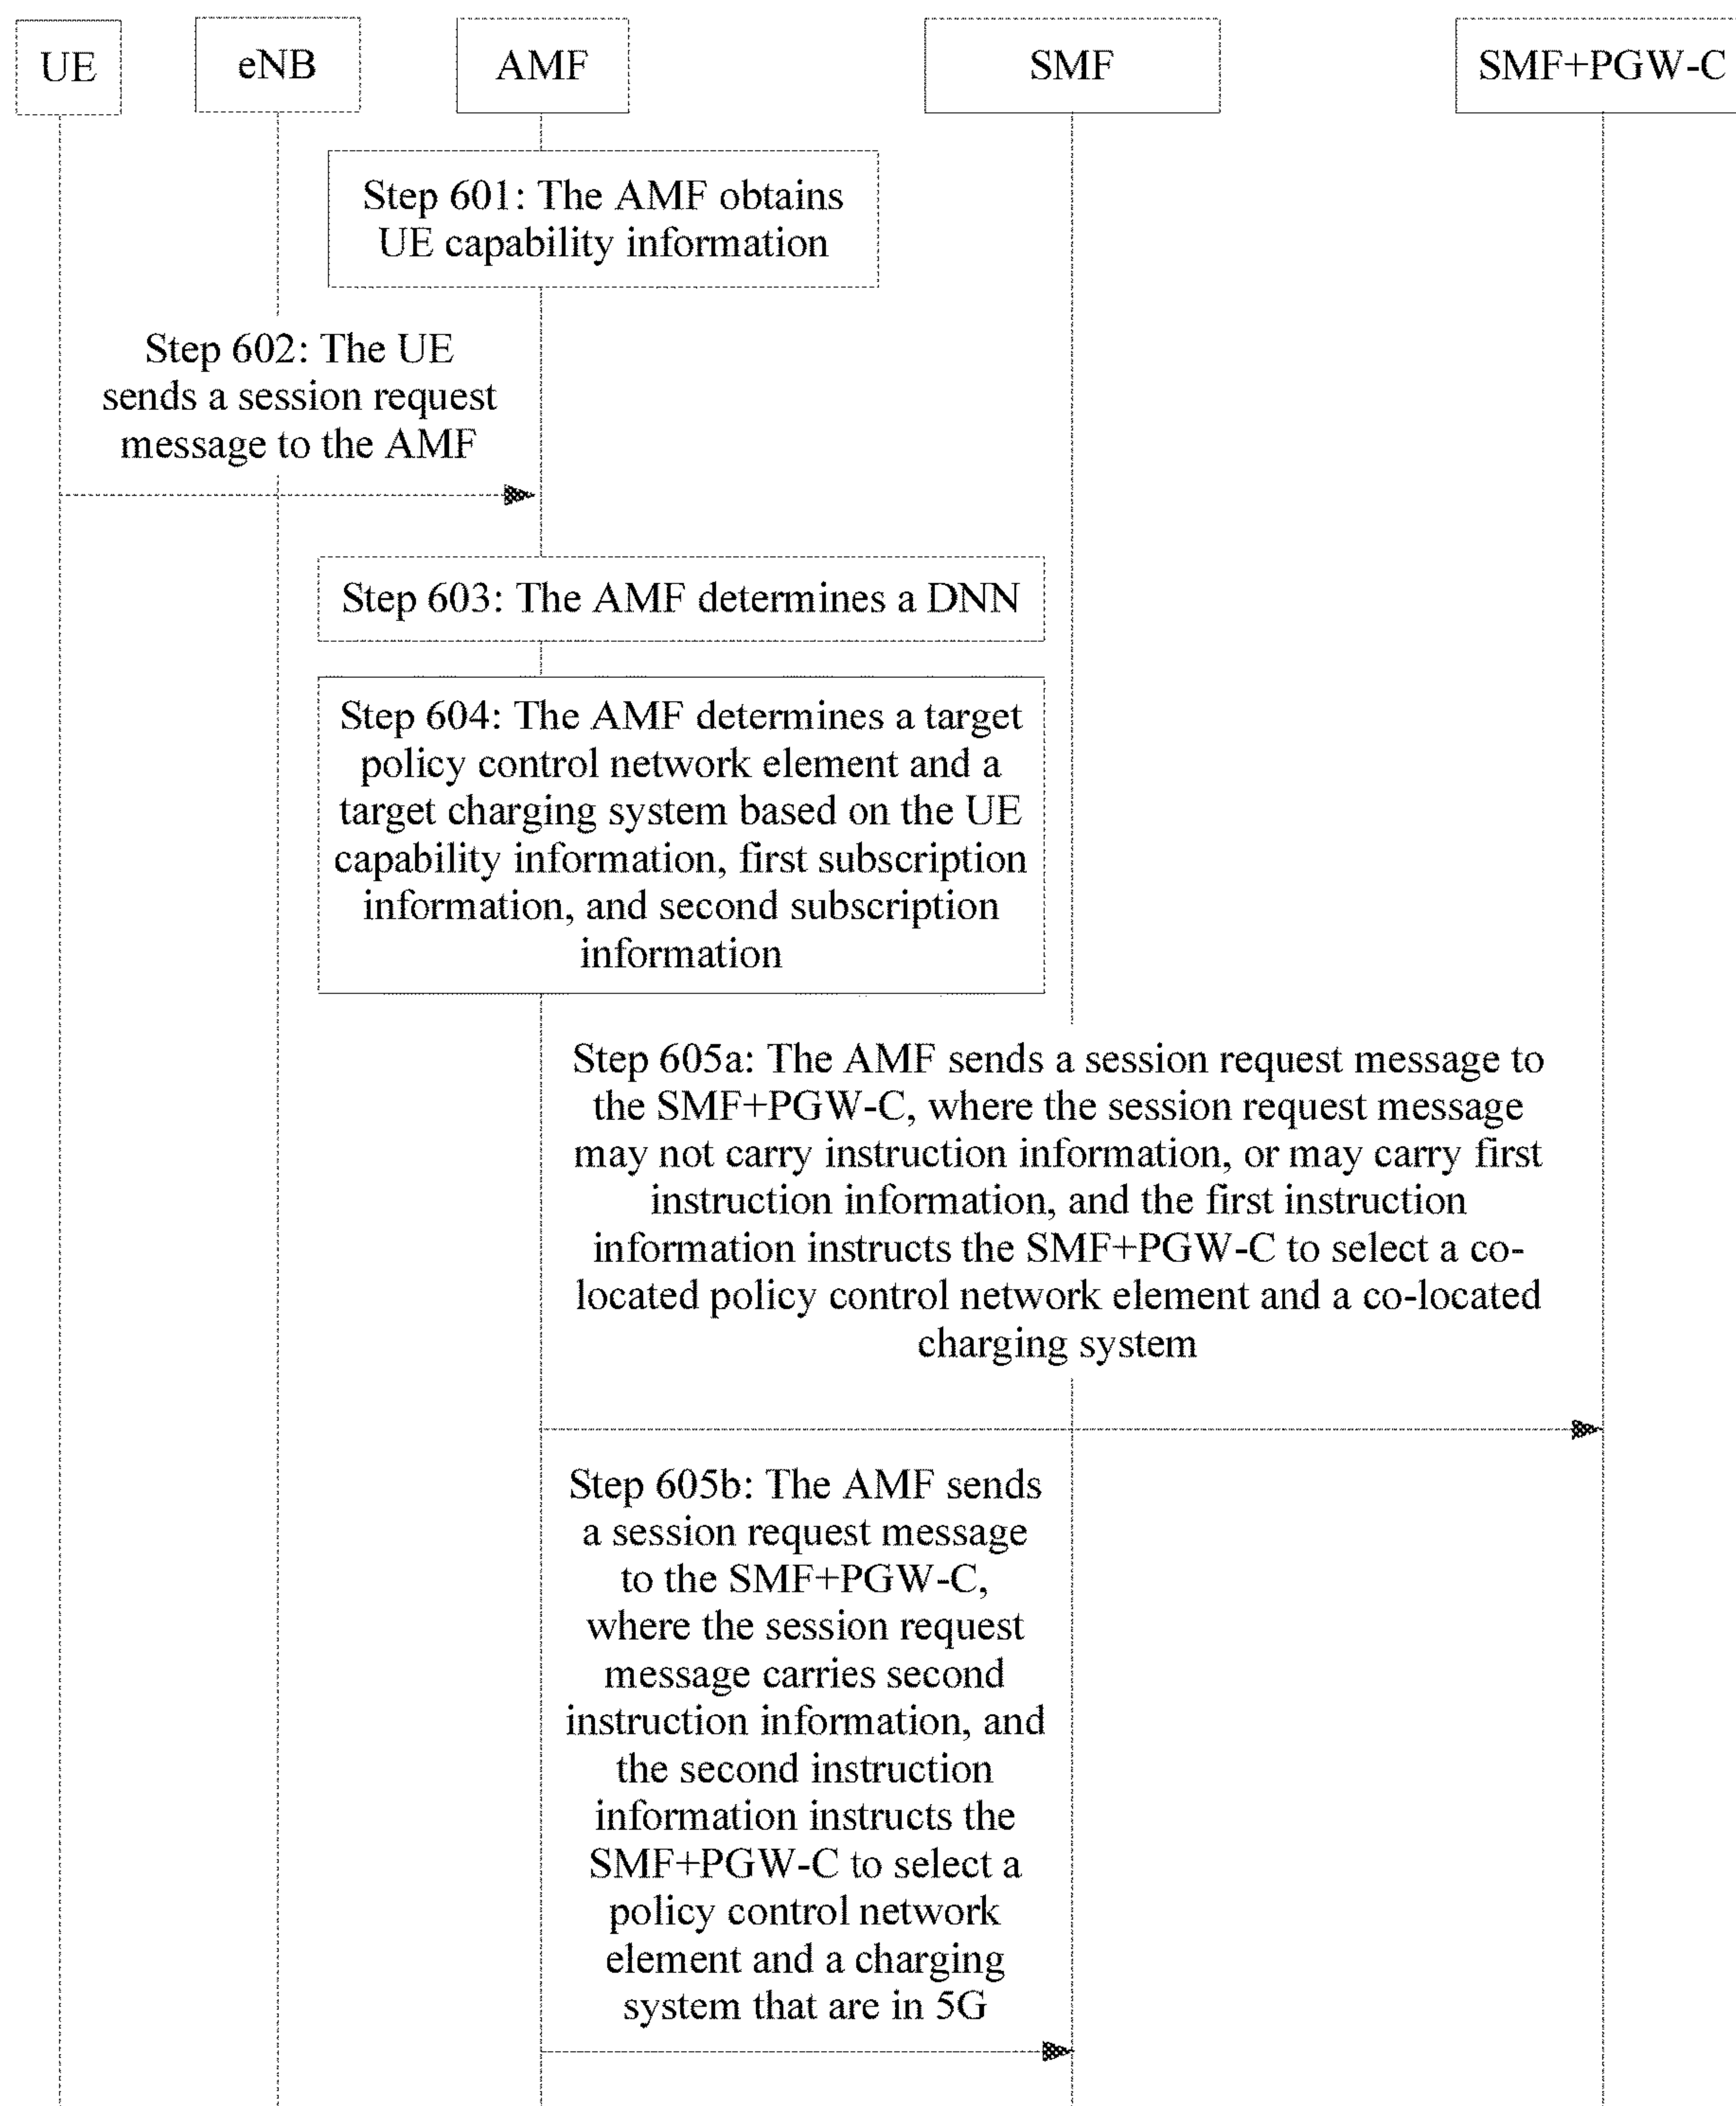 UE
eNB
AMF
SMF
SMF+PGW-C
Step 601: The AMF obtains
UE capability information
Step 602: The UE
sends a session request
message to the AMF
Step 603: The AMF determines a DNN
Step 604: The AMF determines a target
policy control network element and a
target charging system based on the UE
capability information, first subscription
information, and second subscription
information
Step 605a: The AMF sends a session request message to
the SMF+PGW-C, where the session request message
may not carry instruction information, or may carry first
instruction information, and the first instruction
information instructs the SMF+PGW-C to select a co-
located policy control network element and a co-located
charging system
Step 605b: The AMF sends
a session request message
to the SMF+PGW-C,
where the session request
message carries second
instruction information, and
the second instruction
information instructs the
SMF+PGW-C to select a
policy control network
element and a charging
system that are in 5G